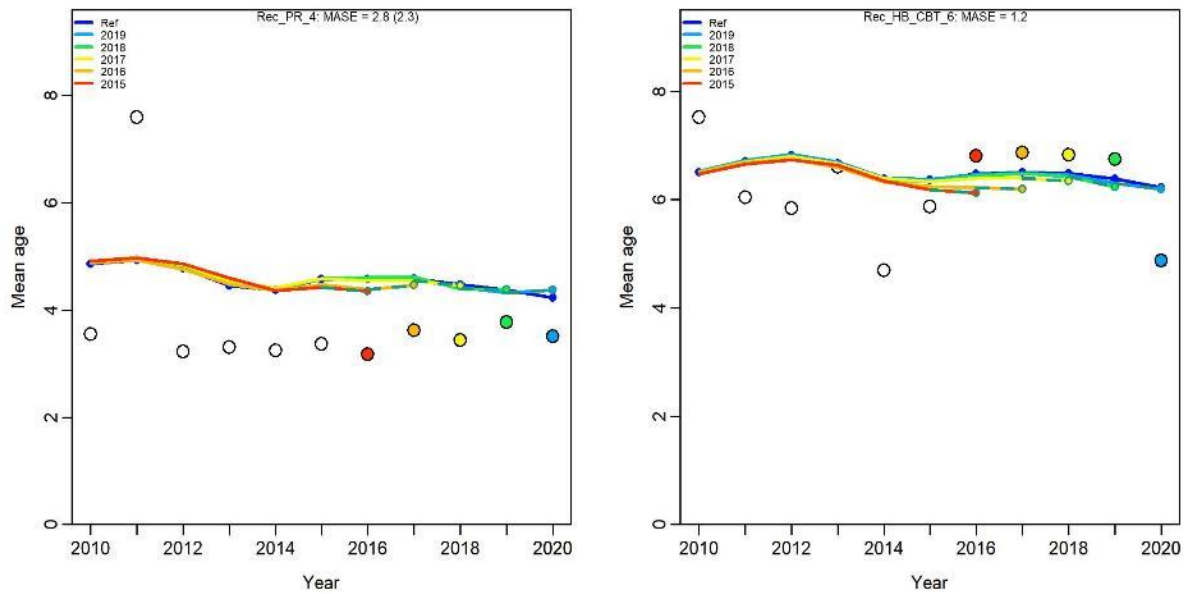 Rec_PR_4: MASE = 2.8 (2.3)
Ref
2019
2018
2017
2016
2015
Mean age
8
6
4
2
0
2010 2012 2014 2016 2018 2020
Year
Rec_HB_CBT_6: MASE = 1.2
Ref
2019
2018
2017
2016
2015
Mean age
8
6
4
2
0
2010 2012 2014 2016 2018 2020
Year